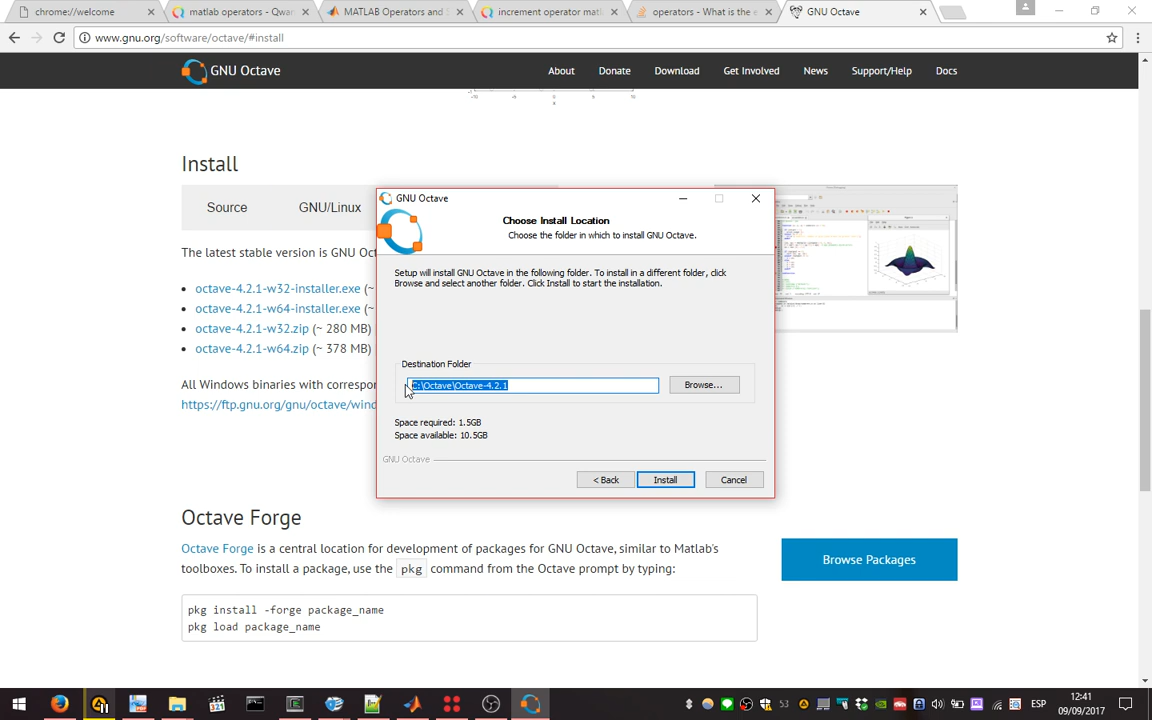 chrome://welcome
matlab operators - Qwar
MATLAB Operators and S
increment operator matl
operators - What is the e
GNU Octave
www.gnu.org/software/octave/#install
GNU Octave
About
Donate
Download
Get Involved
News
Support/Help
Docs
Install
Source
GNU/Linux
The latest stable version is GNU Oct
octave-4.2.1-w32-installer.exe (~
octave-4.2.1-w64-installer.exe (~
octave-4.2.1-w32.zip (~ 280 MB)
octave-4.2.1-w64.zip (~ 378 MB)
All Windows binaries with correspon
https://ftp.gnu.org/gnu/octave/wind
GNU Octave
Choose Install Location
Choose the folder in which to install GNU Octave.
Setup will install GNU Octave in the following folder. To install in a different folder, click
Browse and select another folder. Click Install to start the installation.
Destination Folder
C:\Octave\Octave-4.2.1
Browse...
Space required: 1.5GB
Space available: 10.5GB
GNU Octave
< Back
Install
Cancel
Octave Forge
Octave Forge is a central location for development of packages for GNU Octave, similar to Matlab's
toolboxes. To install a package, use the pkg command from the Octave prompt by typing:
Browse Packages
pkg install -forge package_name
pkg load package_name
53
ESP
12:41
09/09/2017